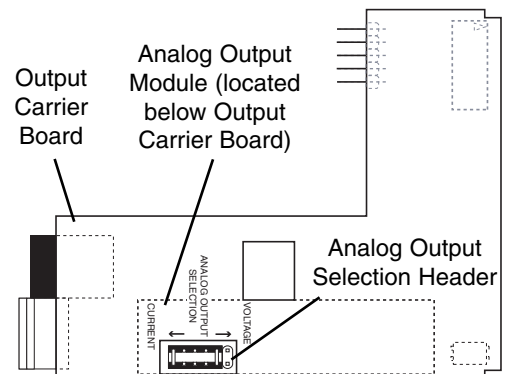 Output
Carrier
Board
Analog Output
Module (located
below Output
Carrier Board)
Analog Output
Selection Header
CURRENT
ANALOG OUTPUT
SELECTION
VOLTAGE